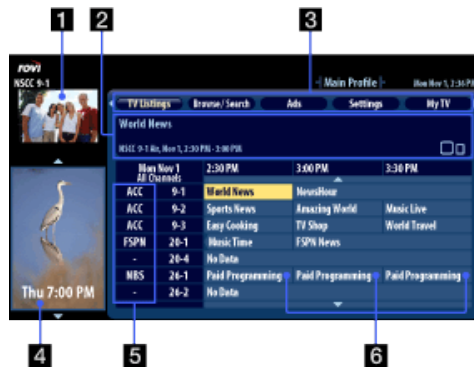 1
2
3
rovi
NSCC 9-1
Main Profile
Mon Nov 1, 2:36 PM
TV Listings Browse/Search Ads Settings My TV
World News
NSCC 9-1 Air, Mon 1, 2:30 PM - 3:00 PM
Mon Nov 1 2:30 PM 3:00 PM 3:30 PM
All Channels
ACC 9-1 World News NewsHour
ACC 9-2 Sports News Amazing World Music Live
ACC 9-3 Easy Cooking TV Shop World Travel
FSPN 20-1 Music Time FSPN News
- 20-4 No Data
NBS 26-1 Paid Programming Paid Programming Paid Programming
- 26-2 No Data
Thu 7:00 PM
4
5
6